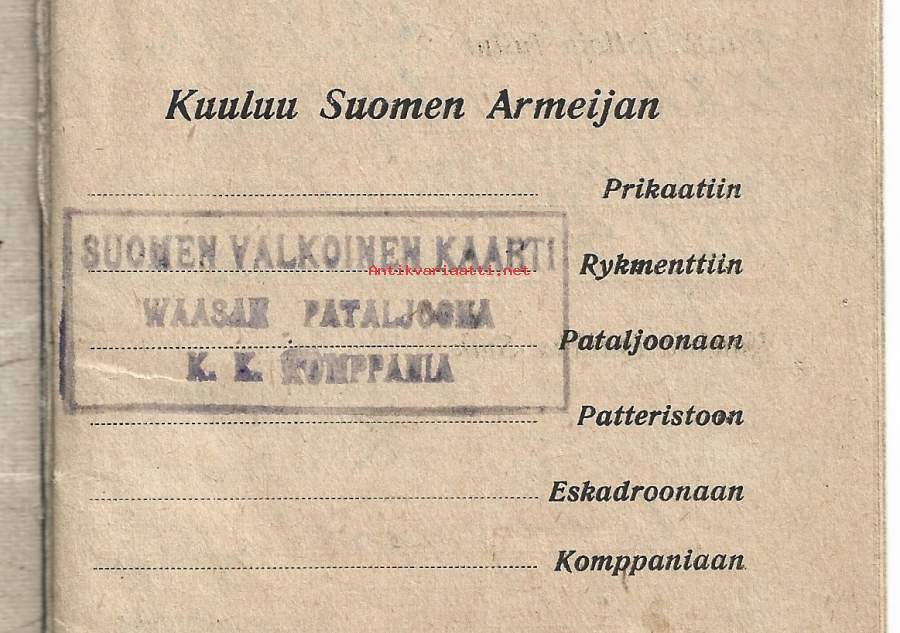 Kuuluu Suomen Armeijan
Prikaatiin
SUOMEN VALKOINEN KAARTI
Antikvariaatti.net
Rykmenttiin
WAASAN PATALJOONA
Pataljoonaan
K. K. KOMPPANIA
Patteristoon
Eskadroonaan
Komppaniaan